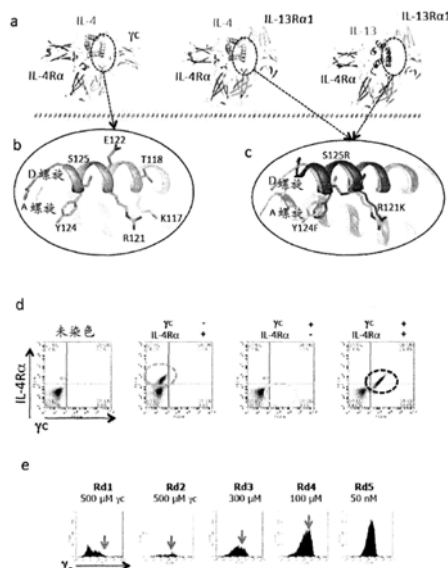 a
IL-4
γc
IL-4Rα
IL-4
IL-13Rα1
IL-4Rα
IL-13
IL-13Rα1
IL-4Rα
b
E122
S125
T118
D 螺旋
A 螺旋
K117
Y124
R121
c
S125R
D 螺旋
A 螺旋
R121K
Y124F
d
未染色
γc -
IL-4Rα +
γc +
IL-4Rα -
γc +
IL-4Rα +
IL-4Rα
γc
e
Rd1
500 μM γc
Rd2
500 μM γc
Rd3
300 μM
Rd4
100 μM
Rd5
50 nM